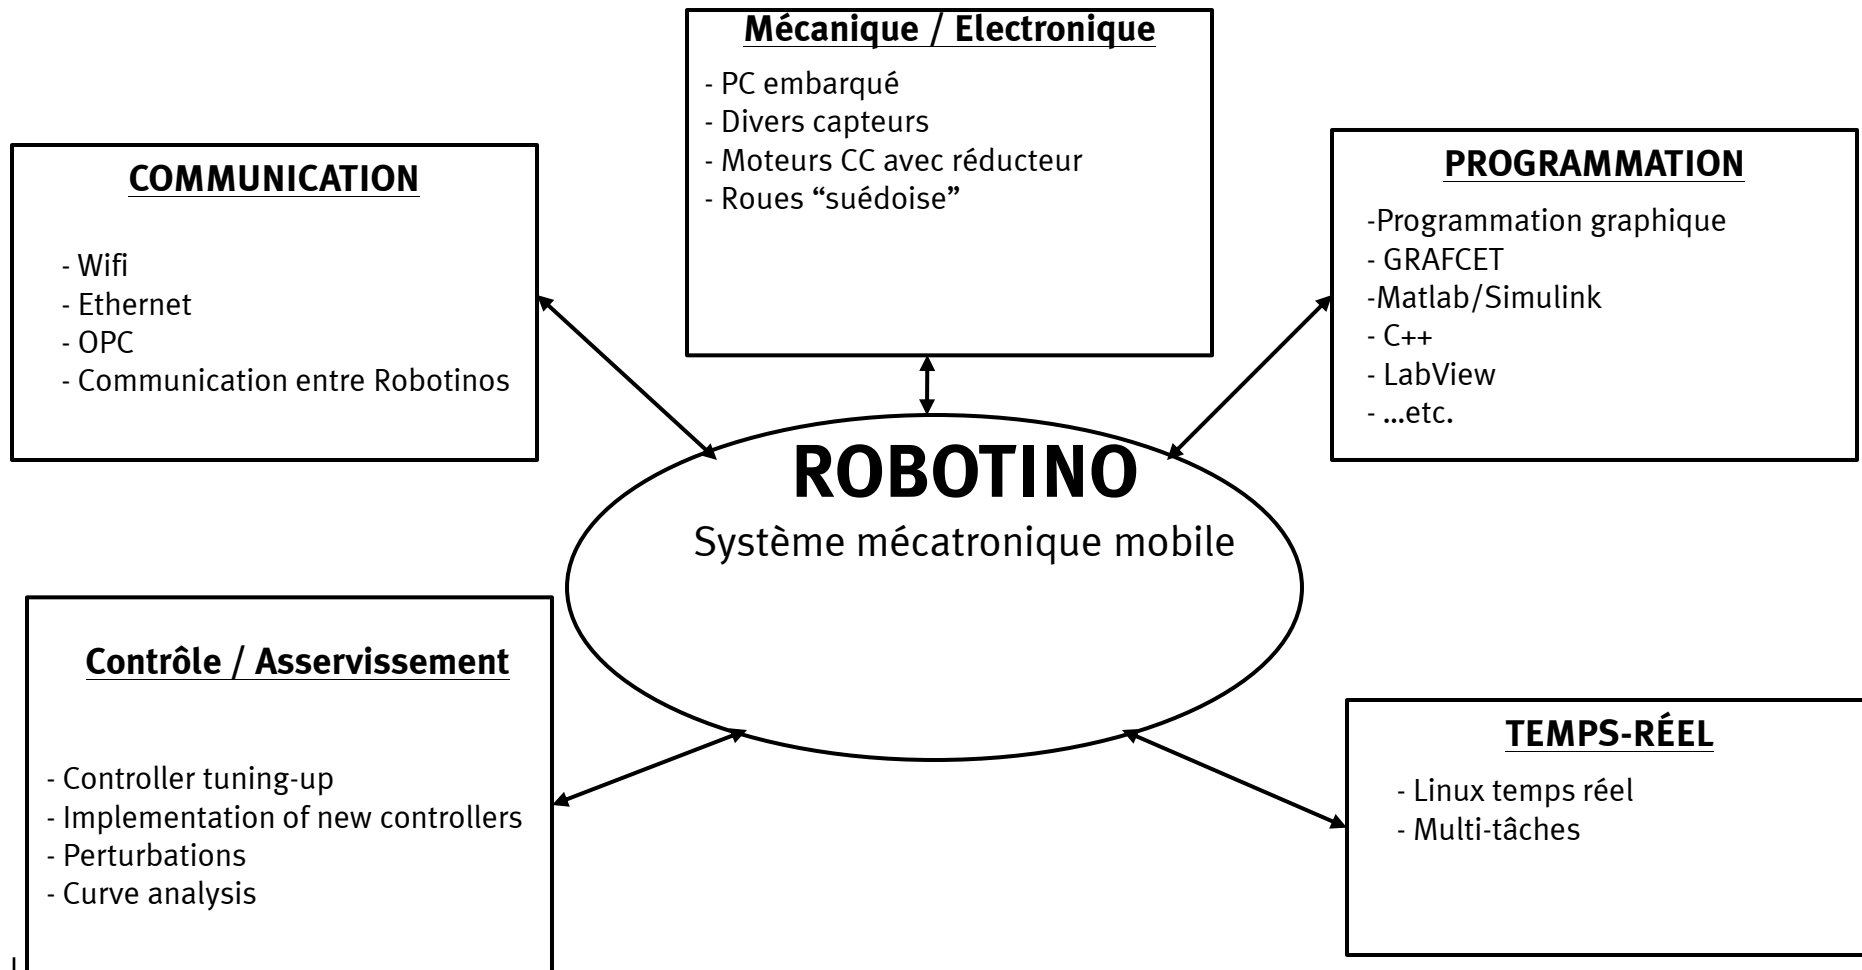 Mécanique / Electronique
- PC embarqué
- Divers capteurs
- Moteurs CC avec réducteur
- Roues “suédoise”
COMMUNICATION
- Wifi
- Ethernet
- OPC
- Communication entre Robotinos
PROGRAMMATION
-Programmation graphique
- GRAFCET
-Matlab/Simulink
- C++
- LabView
- ...etc.
ROBOTINO
Système mécatronique mobile
Contrôle / Asservissement
- Controller tuning-up
- Implementation of new controllers
- Perturbations
- Curve analysis
TEMPS-RÉEL
- Linux temps réel
- Multi-tâches